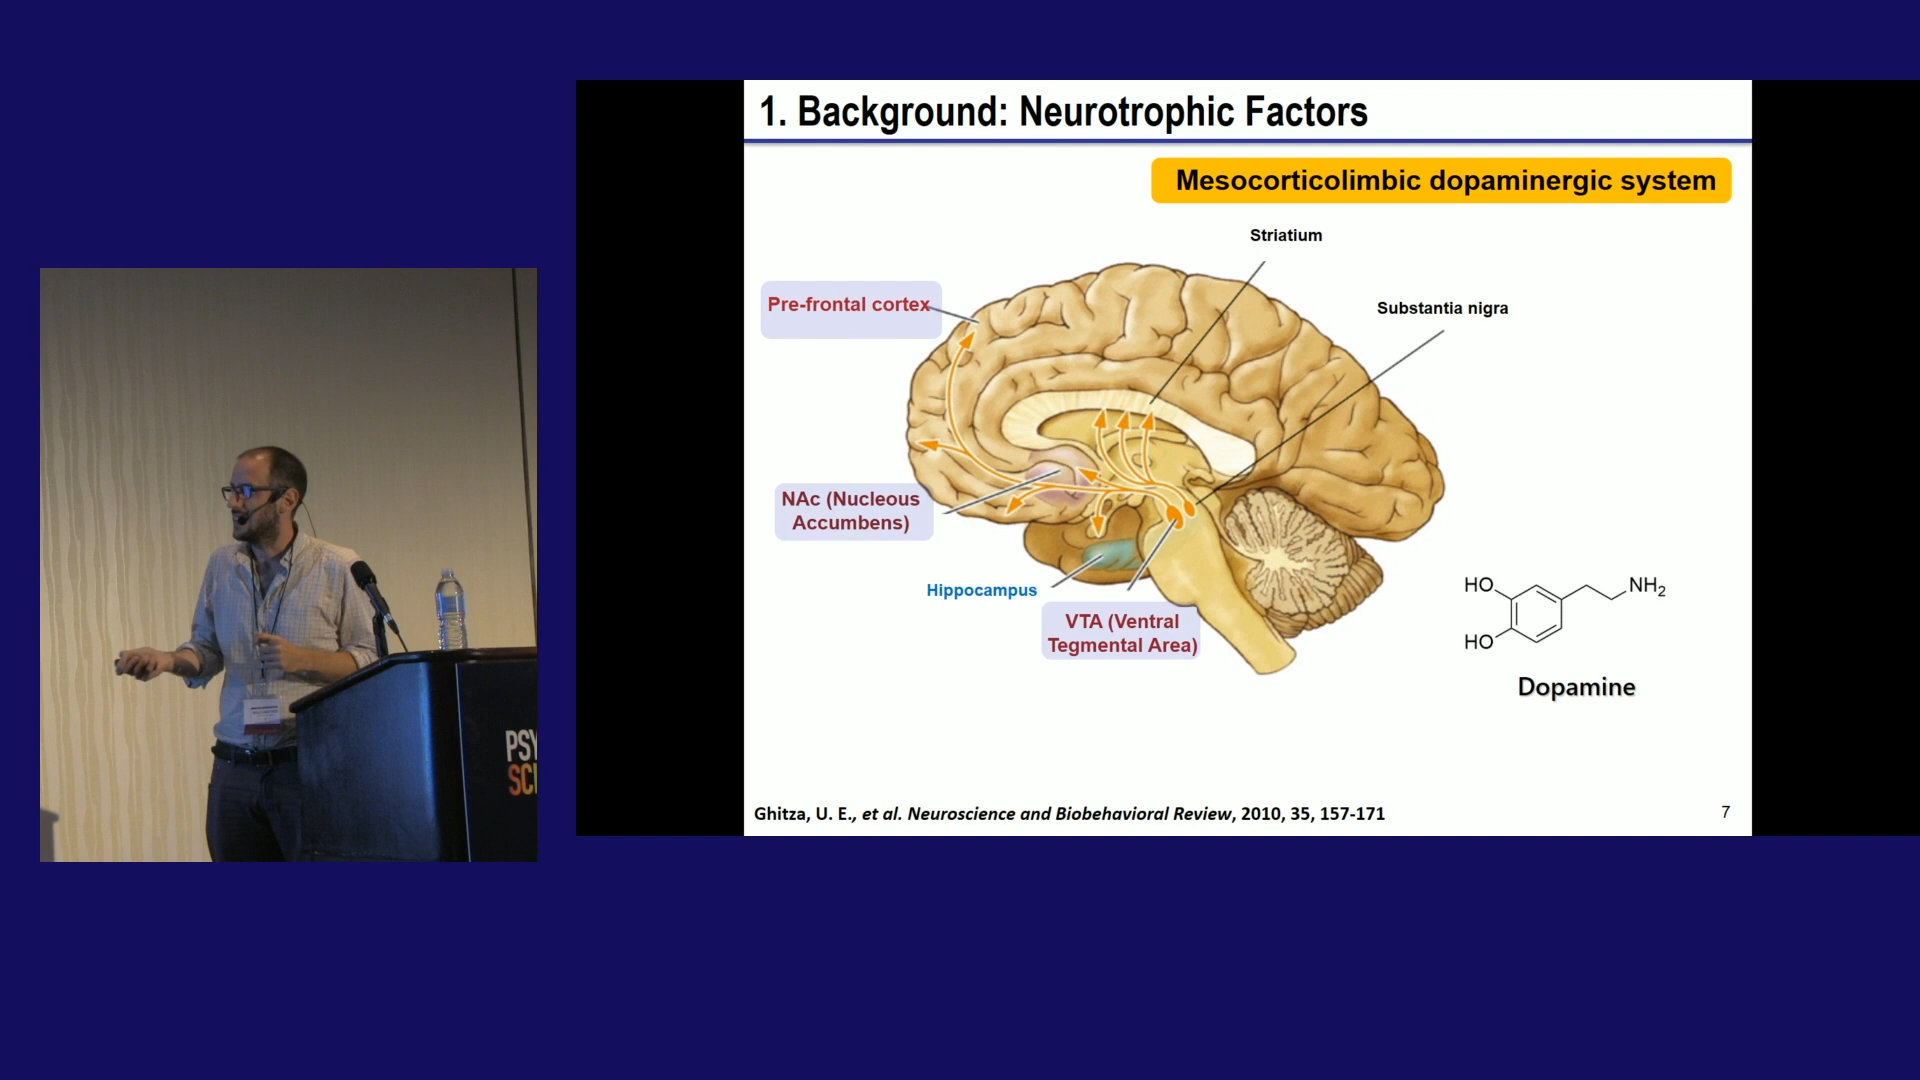 1. Background: Neurotrophic Factors
Mesocorticolimbic dopaminergic system
Striatium
Pre-frontal cortex
Substantia nigra
NAc (Nucleous
Accumbens)
Hippocampus
VTA (Ventral
Tegmental Area)
HO
NH2
HO
Dopamine
Ghitza, U. E., et al. Neuroscience and Biobehavioral Review, 2010, 35, 157-171
7
PSY
SCI